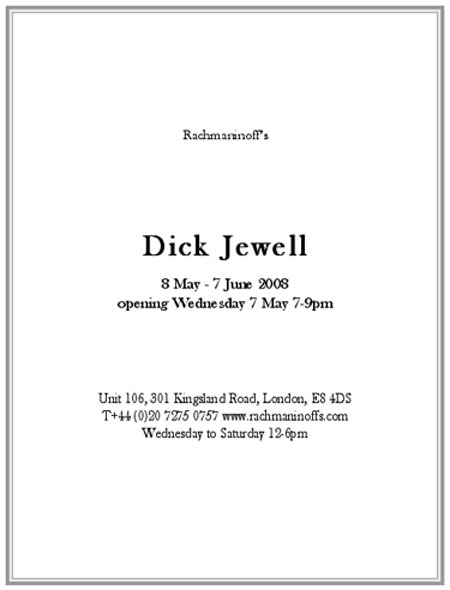 Rachmaninoff's
Dick Jewell
8 May - 7 June 2008
opening Wednesday 7 May 7-9pm
Unit 106, 301 Kingsland Road, London, E8 4DS
T+44 (0)20 7275 0757 www.rachmaninoffs.com
Wednesday to Saturday 12-6pm